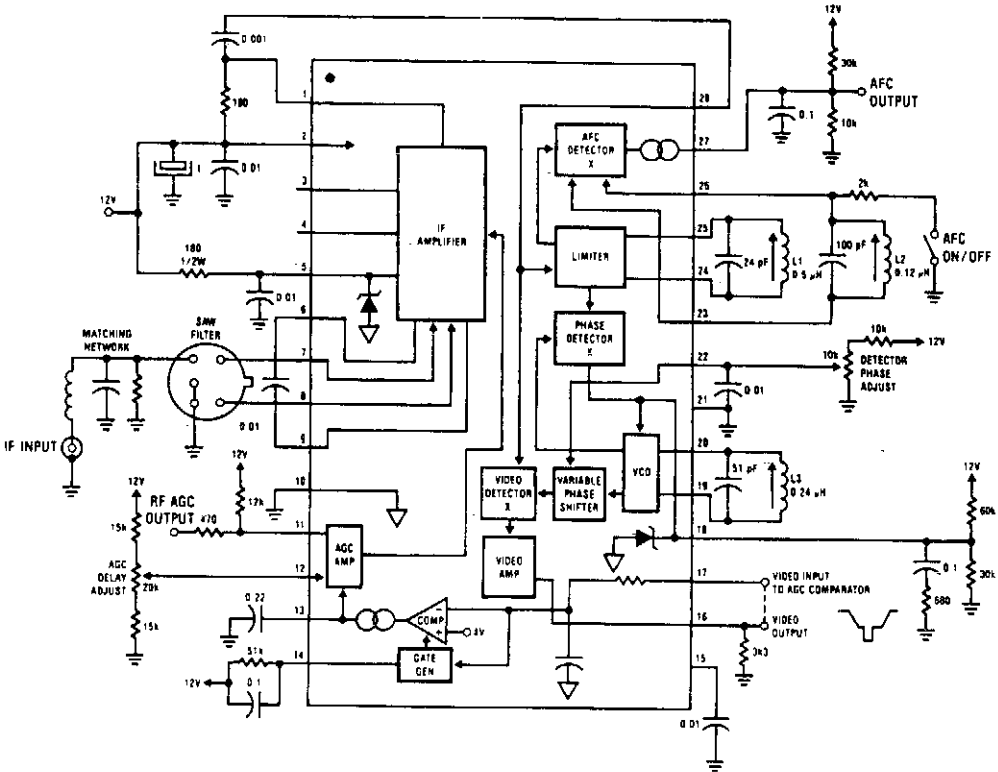 0.001
12V
30k
AFC
OUTPUT
0.1
10k
180
1
28
2
AFC
DETECTOR
X
27
1
0.01
3
IF
AMPLIFIER
26
2k
12V
4
LIMITER
25
24 pF
L1
0.5 μH
100 pF
L2
0.12 μH
AFC
ON/OFF
180
1/2W
5
24
0.01
6
PHASE
DETECTOR
X
23
MATCHING
NETWORK
SAW
FILTER
7
22
10k
10k
12V
DETECTOR
PHASE
ADJUST
8
0.01
21
0.01
9
IF INPUT
VCO
20
51 pF
L3
0.24 μH
10
VIDEO
DETECTOR
X
VARIABLE
PHASE
SHIFTER
19
12V
RF AGC
OUTPUT
470
12k
11
18
12V
60k
15k
AGC
AMP
VIDEO
AMP
0.1
30k
AGC
DELAY
ADJUST
20k
12
17
VIDEO INPUT
TO AGC COMPARATOR
680
0.22
13
COMP
−
+
4V
16
VIDEO
OUTPUT
15k
51k
14
GATE
GEN
3k3
12V
0.1
15
0.01